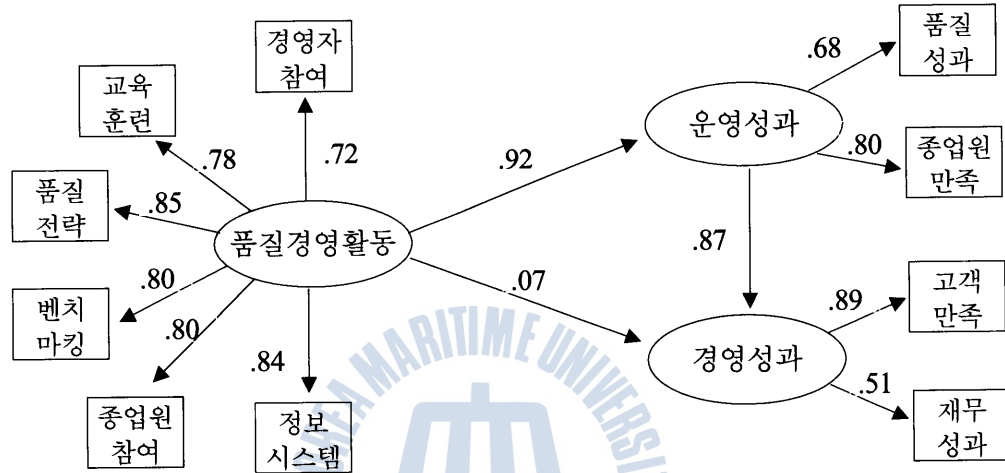 경영자
참여
품질
성과
.68
교육
훈련
운영성과
.78
.72
.92
.80
종업원
만족
품질
전략
.85
품질경영활동
.87
.80
.07
고객
만족
벤치
마킹
.89
.80
.84
경영성과
.51
종업원
참여
정보
시스템
재무
성과
KOREA MARITIME UNIVERSITY